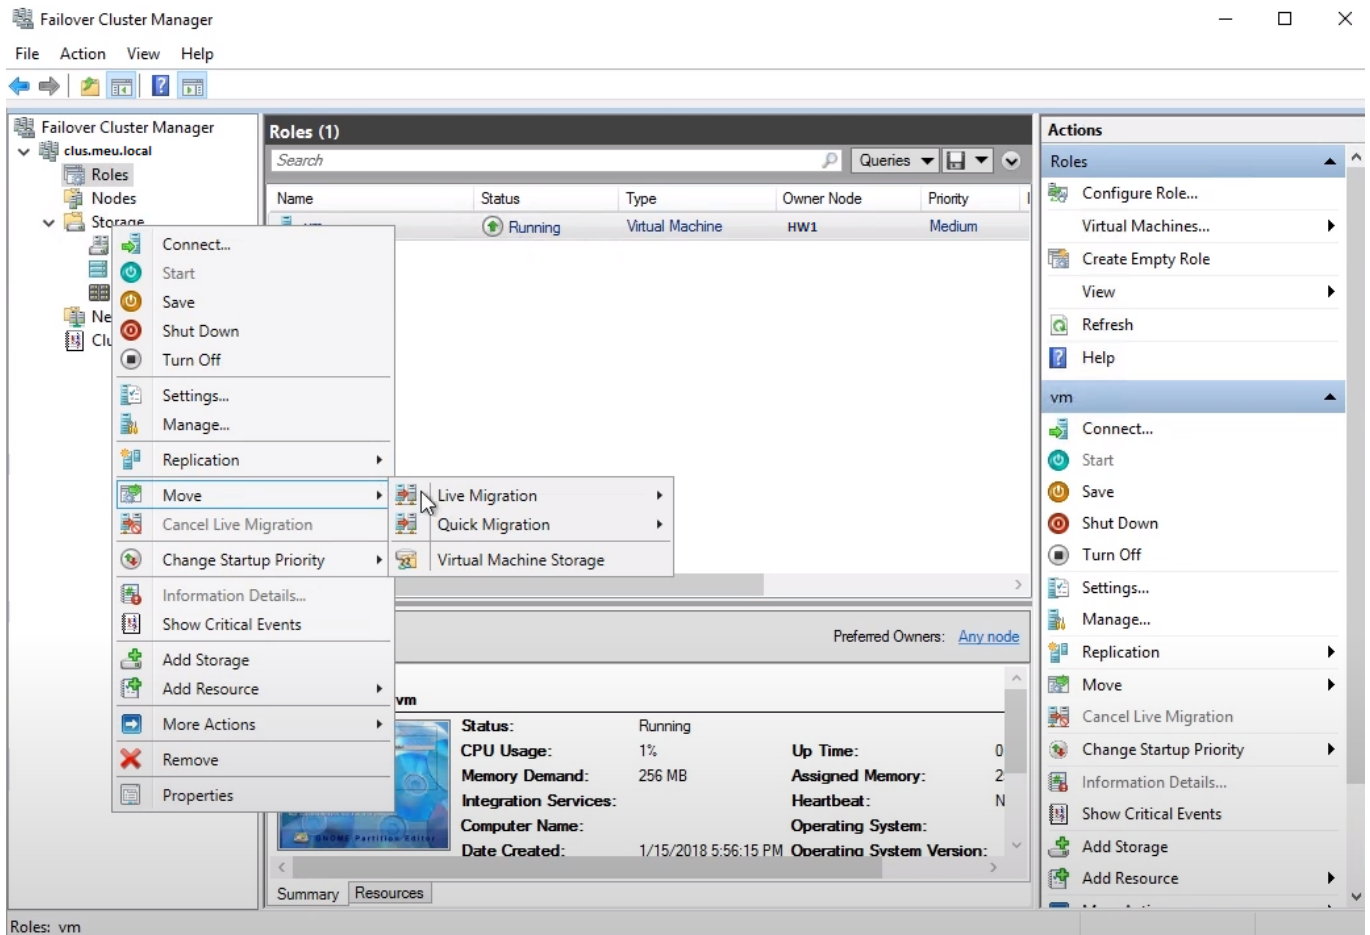 Failover Cluster Manager
File Action View Help
Failover Cluster Manager
clus.meu.local
Roles
Nodes
Storage
Ne
Clu
Roles (1)
Search
Queries
Name Status Type Owner Node Priority
vm Running Virtual Machine HW1 Medium
Connect...
Start
Save
Shut Down
Turn Off
Settings...
Manage...
Replication
Move
Cancel Live Migration
Change Startup Priority
Information Details...
Show Critical Events
Add Storage
Add Resource
More Actions
Remove
Properties
Live Migration
Quick Migration
Virtual Machine Storage
Preferred Owners: Any node
vm
Status: Running
CPU Usage: 1% Up Time: 0
Memory Demand: 256 MB Assigned Memory: 2
Integration Services: Heartbeat: N
Computer Name: Operating System:
Date Created: 1/15/2018 5:56:15 PM Operating System Version:
GNOME Partition Editor
Summary Resources
Actions
Roles
Configure Role...
Virtual Machines...
Create Empty Role
View
Refresh
Help
vm
Connect...
Start
Save
Shut Down
Turn Off
Settings...
Manage...
Replication
Move
Cancel Live Migration
Change Startup Priority
Information Details...
Show Critical Events
Add Storage
Add Resource
Roles: vm